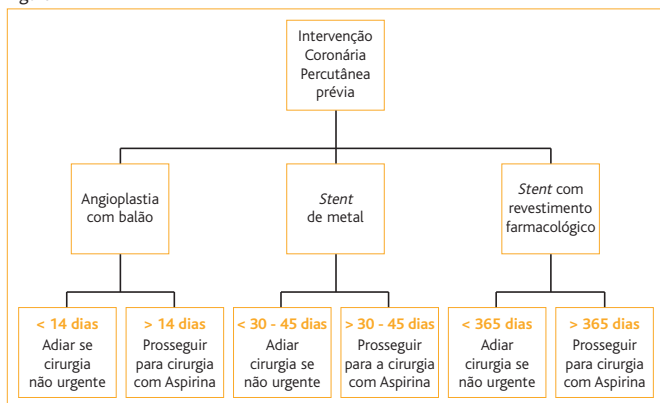 Intervenção
Coronária
Percutânea
prévia
Angioplastia
com balão
Stent
de metal
Stent com
revestimento
farmacológico
< 14 dias
Adiar se
cirurgia
não urgente
> 14 dias
Prosseguir
para cirurgia
com Aspirina
< 30 - 45 dias
Adiar
cirurgia se
não urgente
> 30 - 45 dias
Prosseguir
para a cirurgia
com Aspirina
< 365 dias
Adiar
cirurgia se
não urgente
> 365 dias
Prosseguir
para cirurgia
com Aspirina